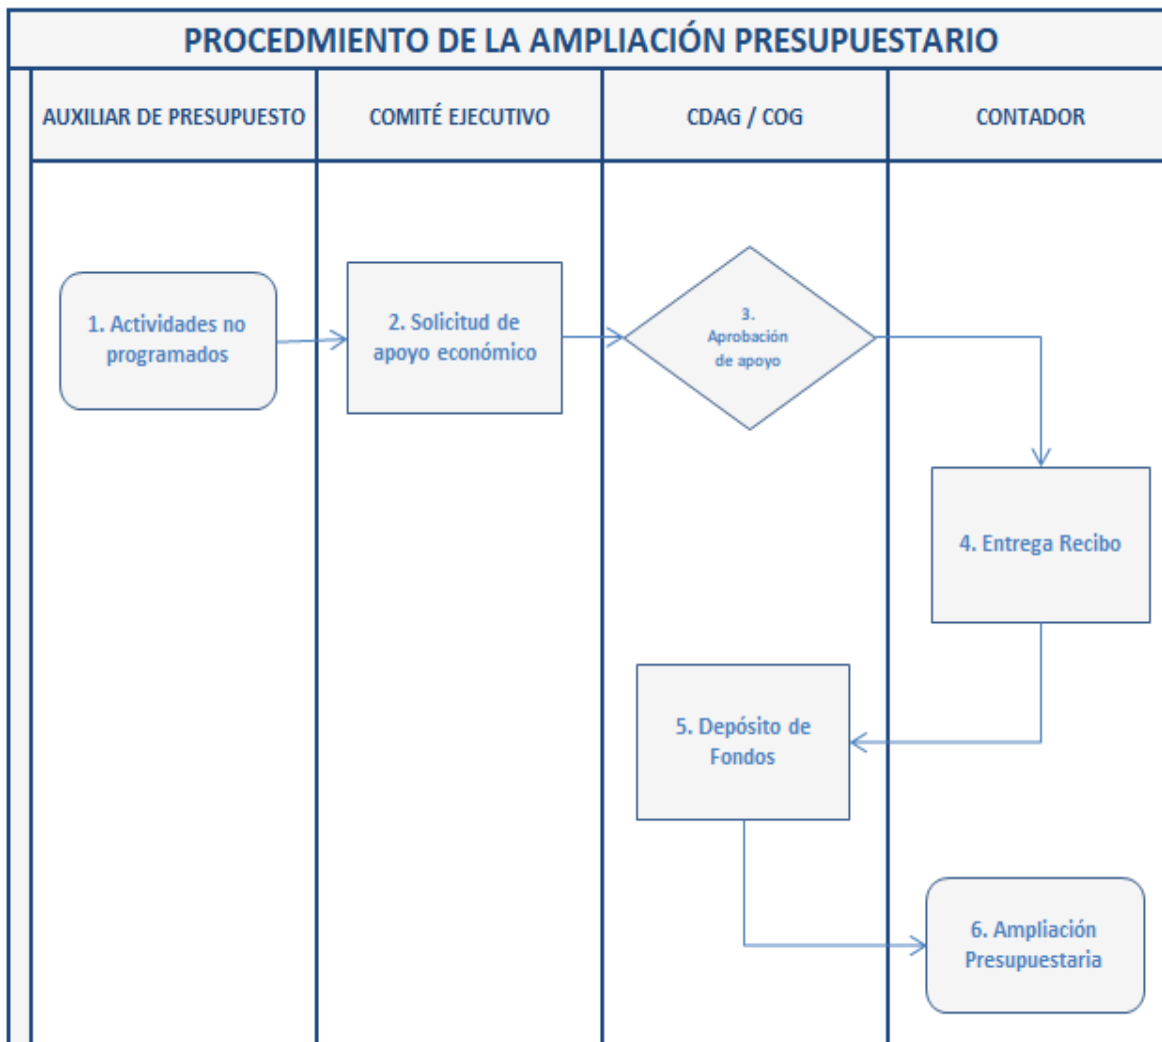 PROCEDMIENTO DE LA AMPLIACIÓN PRESUPUESTARIO
AUXILIAR DE PRESUPUESTO
COMITÉ EJECUTIVO
CDAG / COG
CONTADOR
1. Actividades no
programados
2. Solicitud de
apoyo económico
3.
Aprobación
de apoyo
4. Entrega Recibo
5. Depósito de
Fondos
6. Ampliación
Presupuestaria